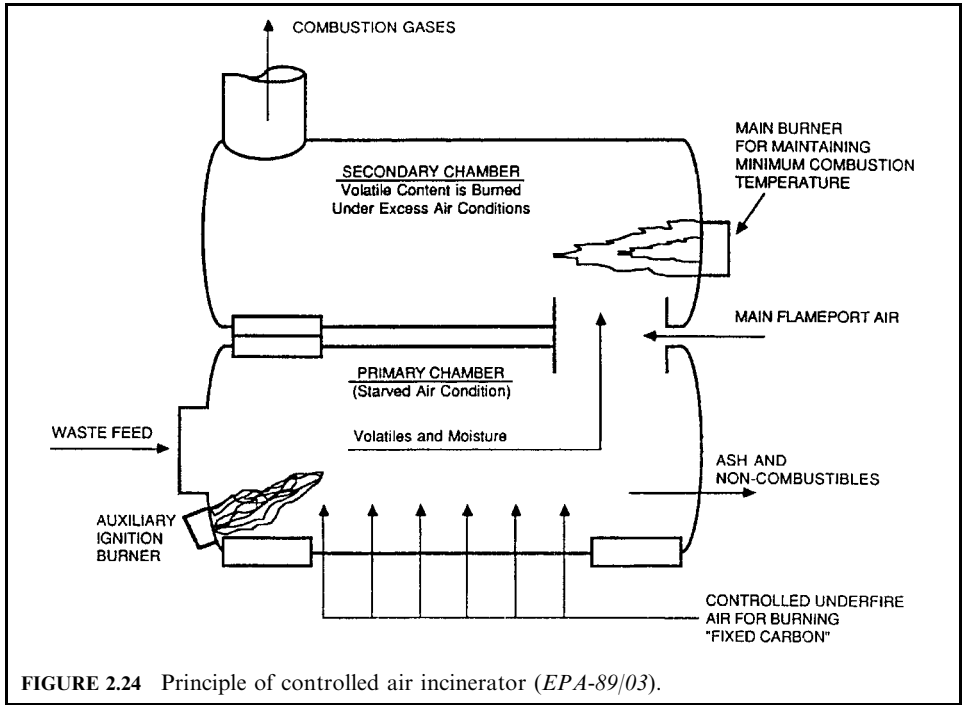 COMBUSTION GASES
MAIN BURNER
FOR MAINTAINING
MINIMUM COMBUSTION
TEMPERATURE
SECONDARY CHAMBER
Volatile Content is Burned
Under Excess Air Conditions
MAIN FLAMEPORT AIR
PRIMARY CHAMBER
(Starved Air Condition)
WASTE FEED
Volatiles and Moisture
ASH AND
NON-COMBUSTIBLES
AUXILIARY
IGNITION
BURNER
CONTROLLED UNDERFIRE
AIR FOR BURNING
"FIXED CARBON"
FIGURE 2.24 Principle of controlled air incinerator (EPA-89/03).